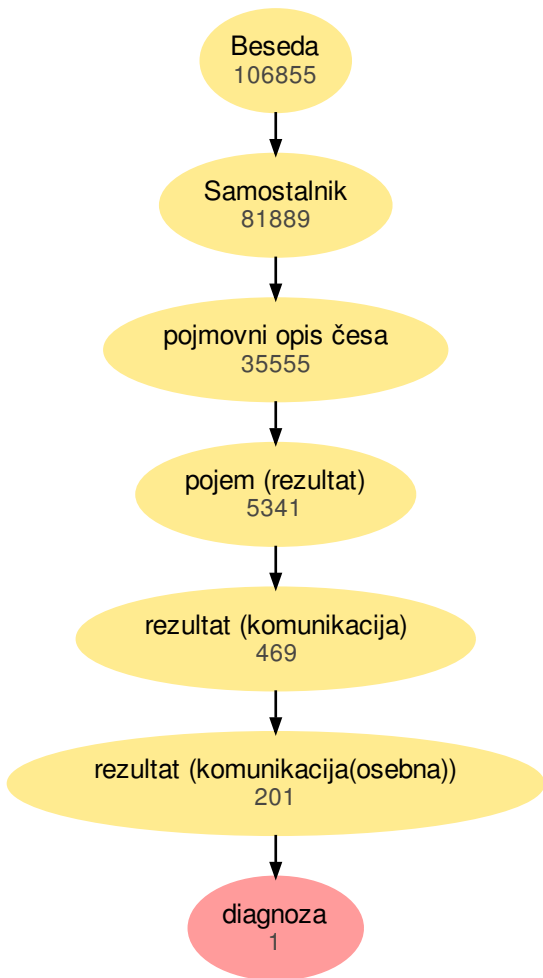 Beseda
106855
Samostalnik
81889
pojmovni opis česa
35555
pojem (rezultat)
5341
rezultat (komunikacija)
469
rezultat (komunikacija(osebna))
201
diagnoza
1